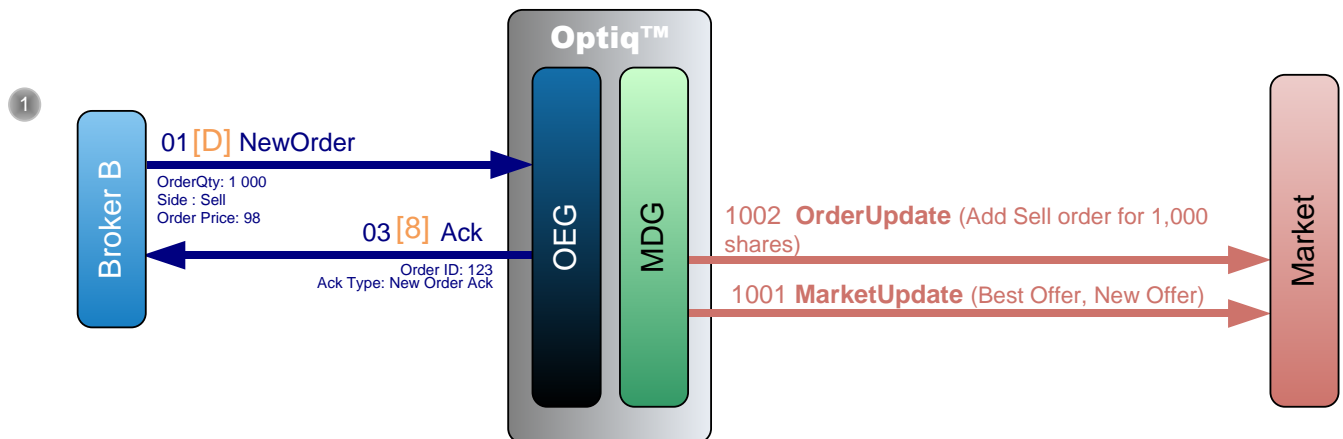 Optiq™
1
Broker B
01 [D] NewOrder
OrderQty: 1 000
Side : Sell
Order Price: 98
03 [8] Ack
Order ID: 123
Ack Type: New Order Ack
OEG
MDG
1002 OrderUpdate (Add Sell order for 1,000
shares)
1001 MarketUpdate (Best Offer, New Offer)
Market